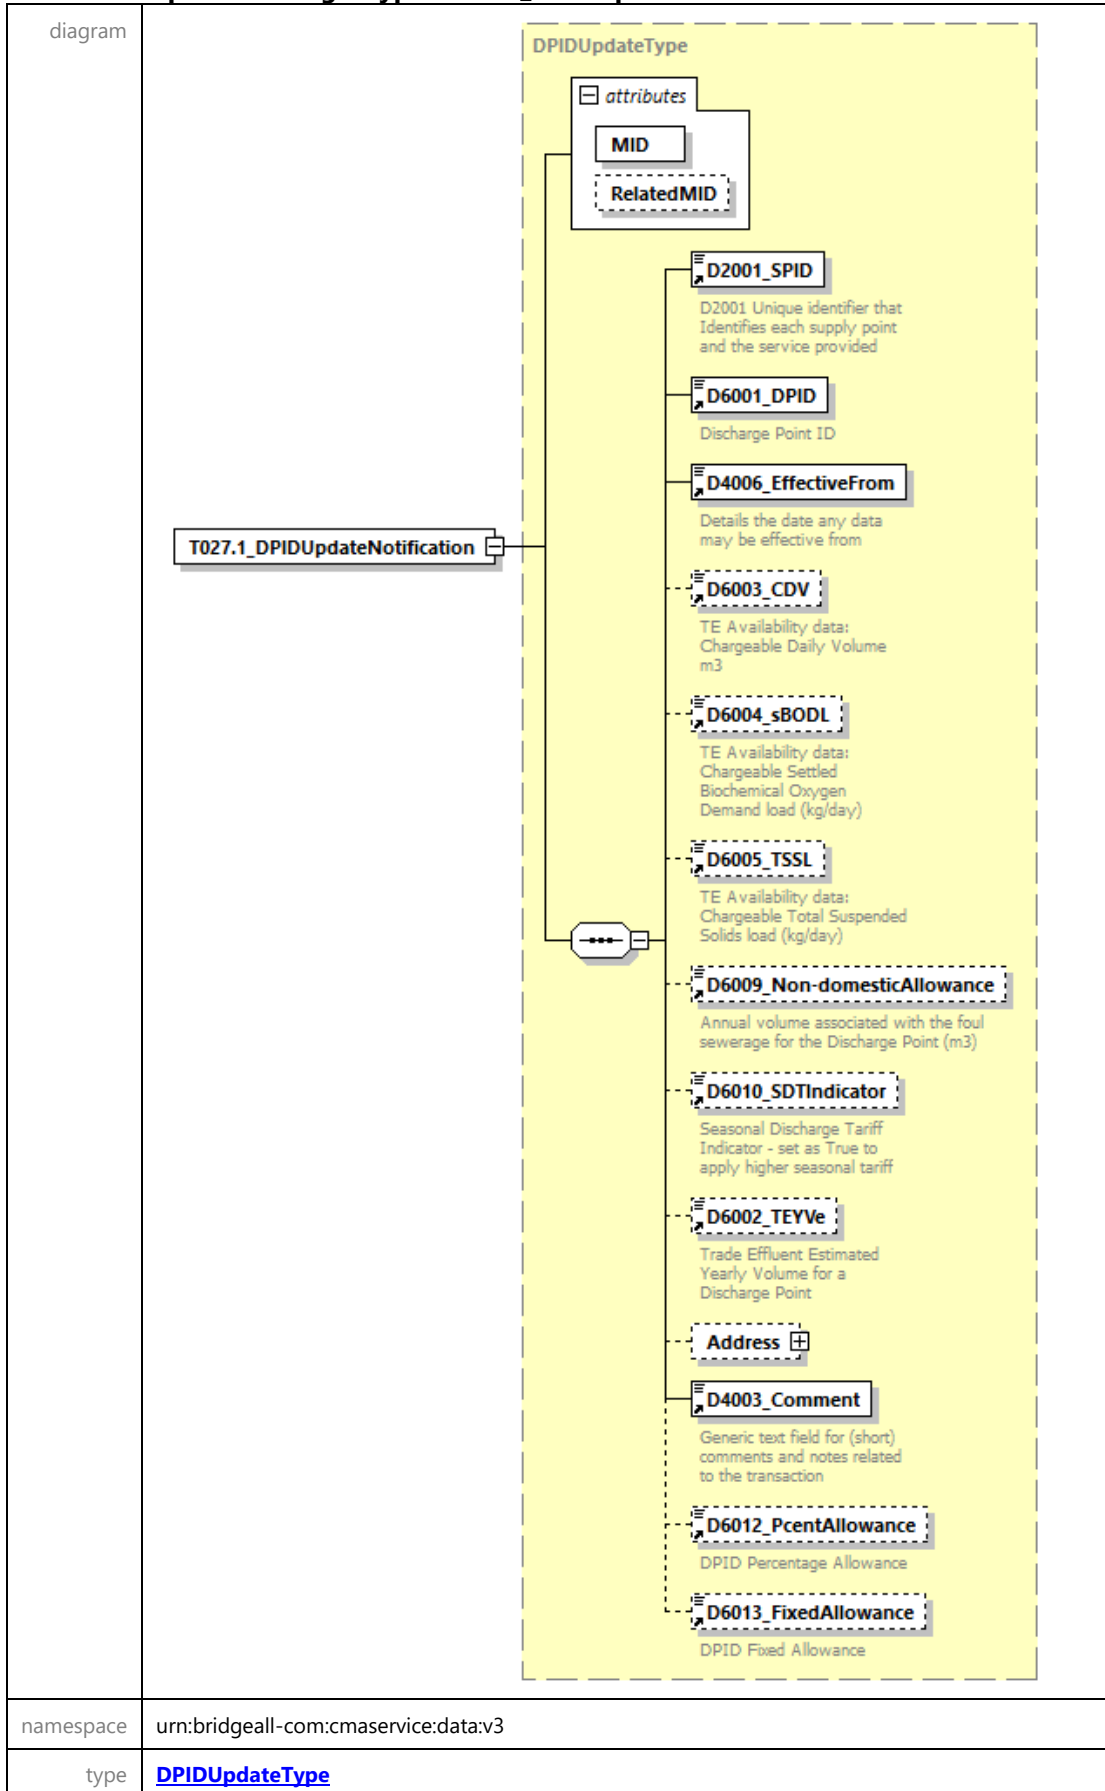 diagram
DPIDUpdateType
attributes
MID
RelatedMID
D2001_SPID
D2001 Unique identifier that
Identifies each supply point
and the service provided
D6001_DPID
Discharge Point ID
D4006_EffectiveFrom
Details the date any data
may be effective from
T027.1_DPIDUpdateNotification
D6003_CDV
TE Availability data:
Chargeable Daily Volume
m3
D6004_sBODL
TE Availability data:
Chargeable Settled
Biochemical Oxygen
Demand load (kg/day)
D6005_TSSL
TE Availability data:
Chargeable Total Suspended
Solids load (kg/day)
D6009_Non-domesticAllowance
Annual volume associated with the foul
sewerage for the Discharge Point (m3)
D6010_SDTIndicator
Seasonal Discharge Tariff
Indicator - set as True to
apply higher seasonal tariff
D6002_TEYVe
Trade Effluent Estimated
Yearly Volume for a
Discharge Point
Address
D4003_Comment
Generic text field for (short)
comments and notes related
to the transaction
D6012_PcentAllowance
DPID Percentage Allowance
D6013_FixedAllowance
DPID Fixed Allowance
namespace urn:bridgeall-com:cmaservice:data:v3
type DPIDUpdateType